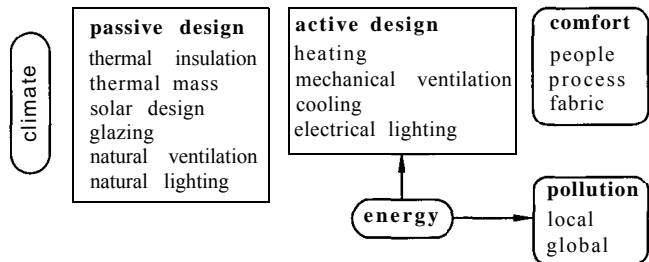 climate
passive design
thermal insulation
thermal mass
solar design
glazing
natural ventilation
natural lighting
active design
heating
mechanical ventilation
cooling
electrical lighting
comfort
people
process
fabric
energy
pollution
local
global